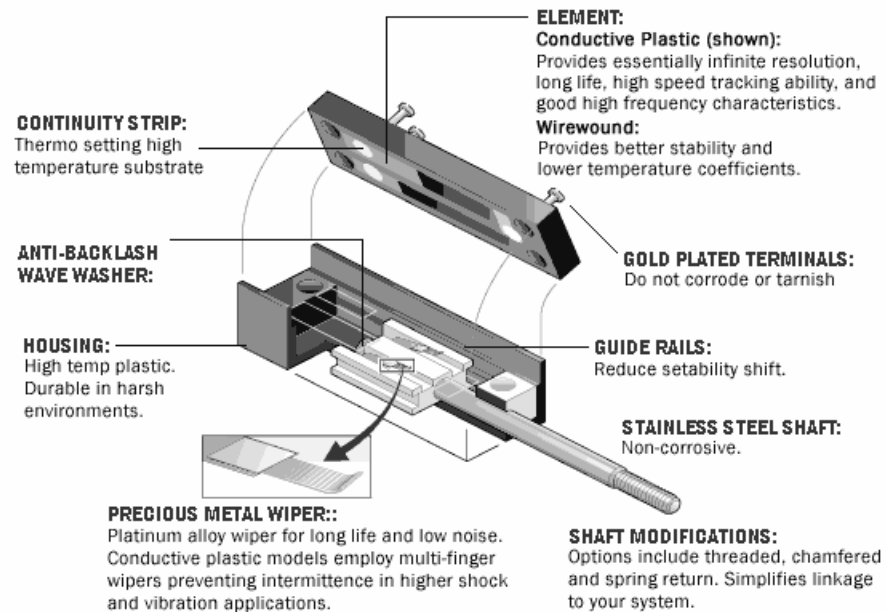 ELEMENT:
Conductive Plastic (shown):
Provides essentially infinite resolution,
long life, high speed tracking ability, and
good high frequency characteristics.
Wirewound:
Provides better stability and
lower temperature coefficients.
CONTINUITY STRIP:
Thermo setting high
temperature substrate
ANTI-BACKLASH
WAVE WASHER:
GOLD PLATED TERMINALS:
Do not corrode or tarnish
HOUSING:
High temp plastic.
Durable in harsh
environments.
GUIDE RAILS:
Reduce setability shift.
STAINLESS STEEL SHAFT:
Non-corrosive.
PRECIOUS METAL WIPER::
Platinum alloy wiper for long life and low noise.
Conductive plastic models employ multi-finger
wipers preventing intermittence in higher shock
and vibration applications.
SHAFT MODIFICATIONS:
Options include threaded, chamfered
and spring return. Simplifies linkage
to your system.